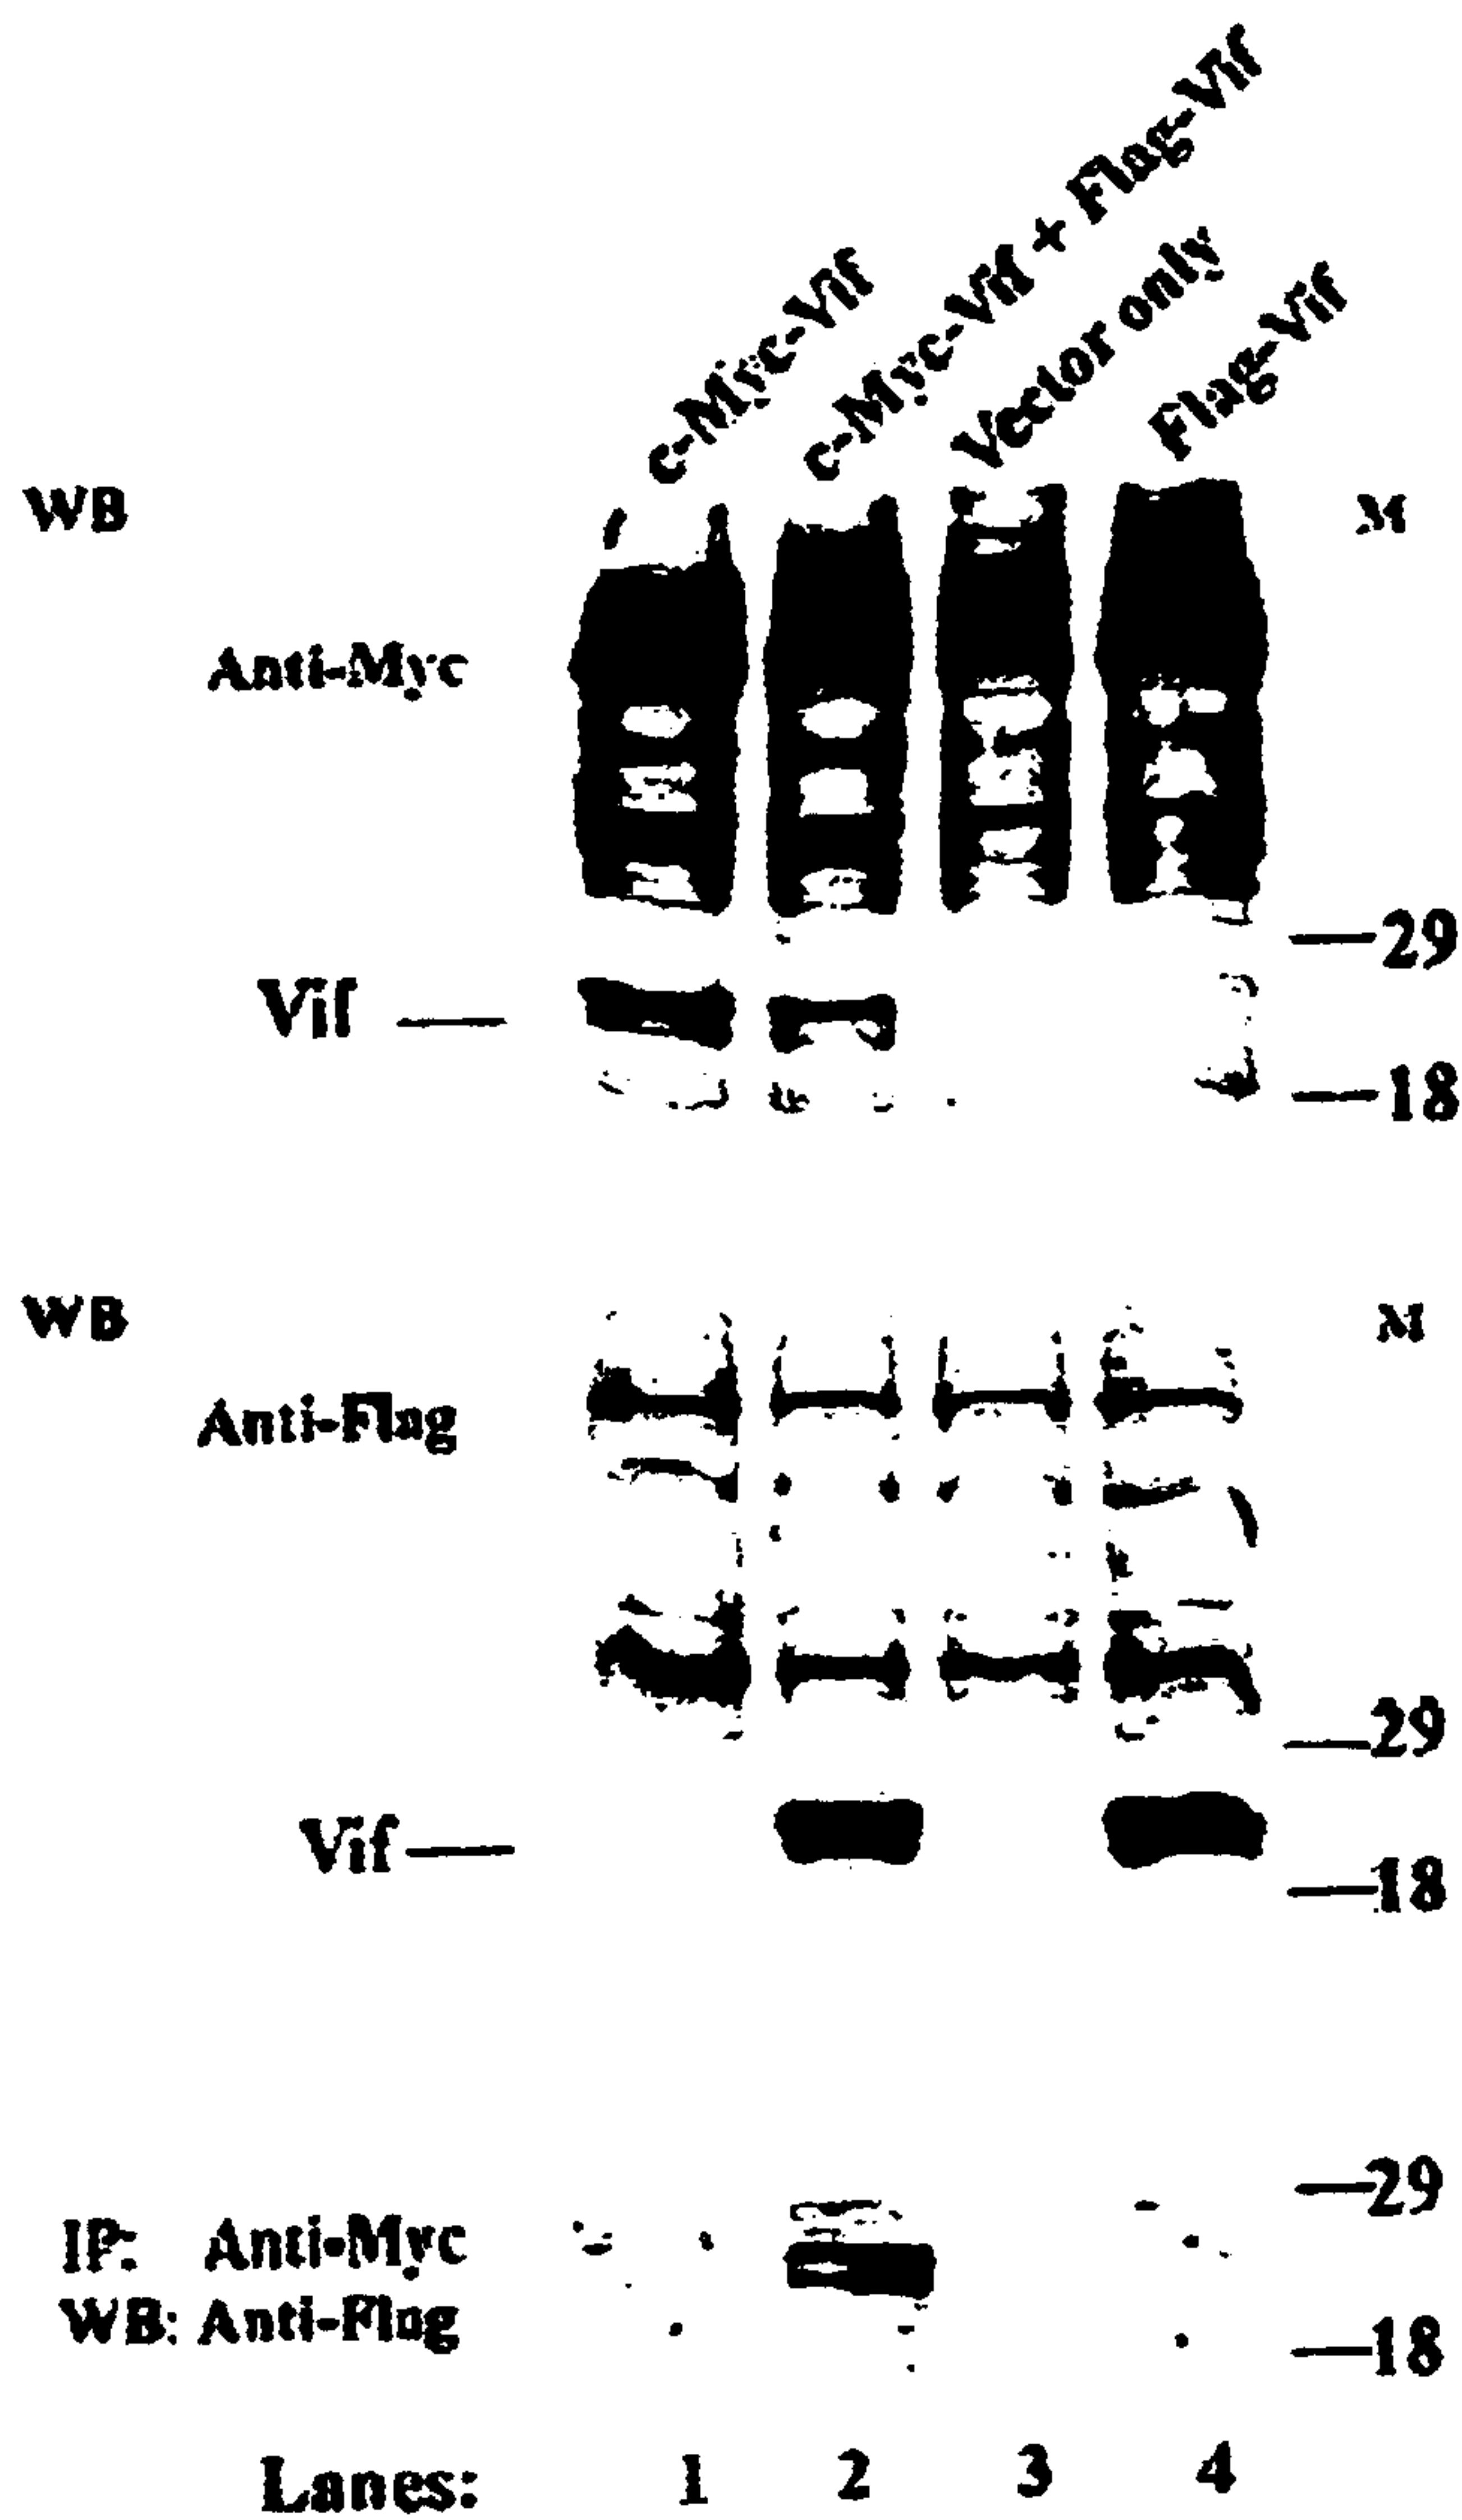 C-Myc-Vif
C-Myc-Vif + Flag-Vif
Vector only
Flag-Vif
WB
Anti-Myc
29
Vif
18
WB
Anti-Flag
29
Vif
18
29
IP: Anti-Myc
WB: Anti-Flag
18
Lanes: 1 2 3 4